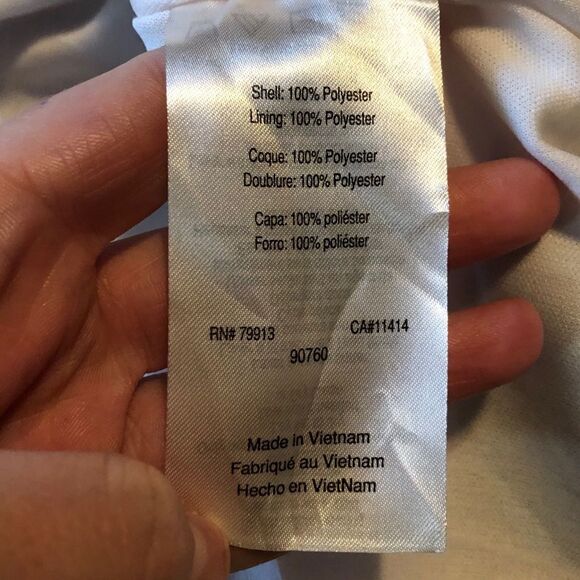 Shell: 100% Polyester
Lining: 100% Polyester
Coque: 100% Polyester
Doublure: 100% Polyester
Capa: 100% poliéster
Forro: 100% poliéster
RN# 79913 CA#11414
90760
Made in Vietnam
Fabriqué au Vietnam
Hecho en VietNam